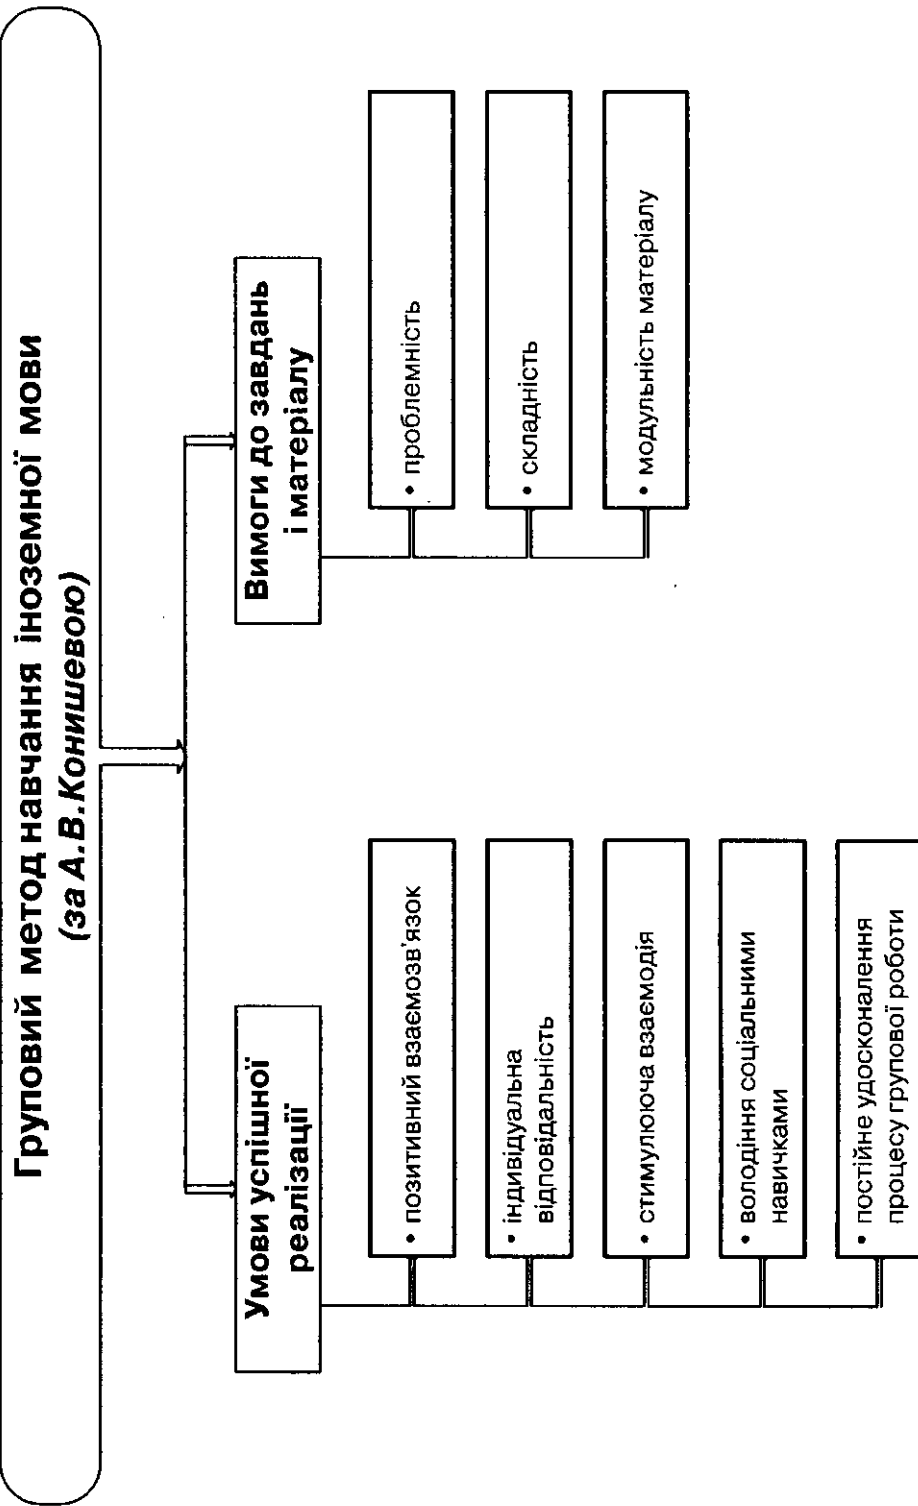 Груповий метод навчання іноземної мови
(за А.В.Конишевою)
Умови успішної
реалізації
• позитивний взаємозв'язок
• індивідуальна
відповідальність
• стимулююча взаємодія
• володіння соціальними
навичками
• постійне удосконалення
процесу групової роботи
Вимоги до завдань
і матеріалу
• проблемність
• складність
• модульність матеріалу